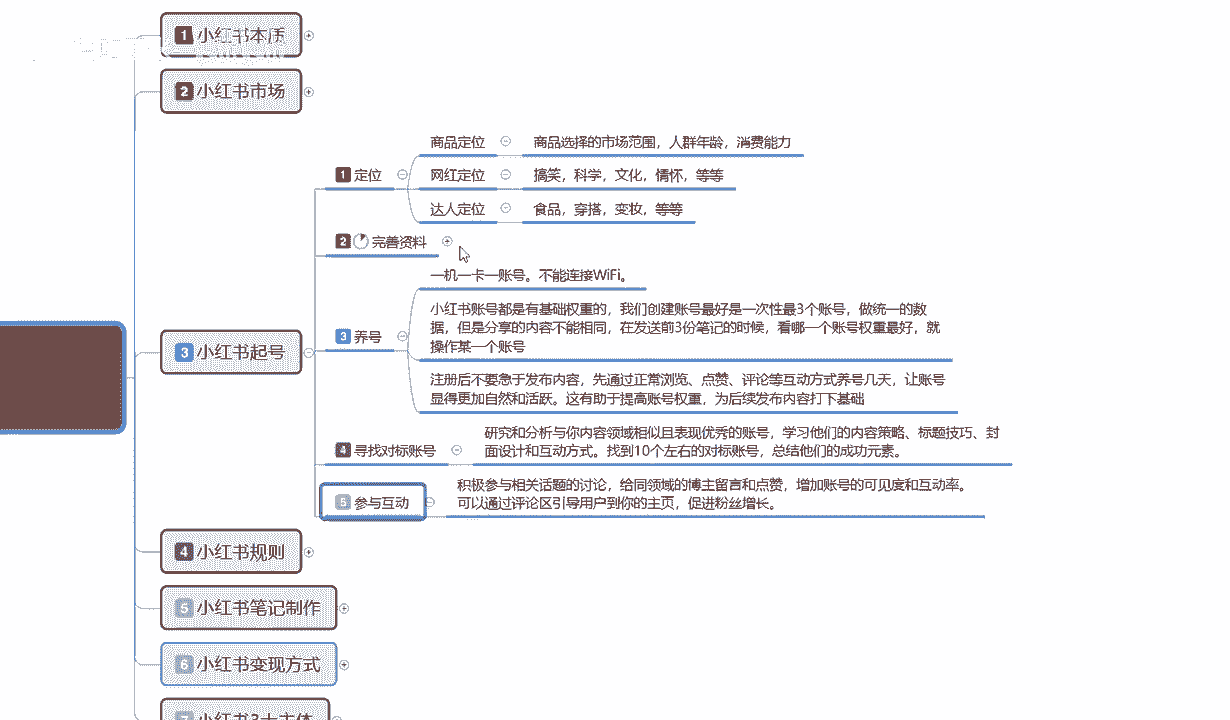 1 小红书本质
2 小红书市场
3 小红书起号
1 定位
商品定位
商品选择的市场范围，人群年龄，消费能力
网红定位
搞笑，科学，文化，情怀，等等
达人定位
食品，穿搭，变妆，等等
2 完善资料
3 养号
一机一卡一账号。不能连接WiFi。
小红书账号都是有基础权重的，我们创建账号最好是一次性最3个账号，做统一的数
据，但是分享的内容不能相同，在发送前3份笔记的时候，看哪一个账号权重最好，就
操作某一个账号
注册后不要急于发布内容，先通过正常浏览、点赞、评论等互动方式养号几天，让账号
显得更加自然和活跃。这有助于提高账号权重，为后续发布内容打下基础
4 寻找对标账号
研究和分析与你内容领域相似且表现优秀的账号，学习他们的内容策略、标题技巧、封
面设计和互动方式。找到10个左右的对标账号，总结他们的成功元素。
5 参与互动
积极参与相关话题的讨论，给同领域的博主留言和点赞，增加账号的可见度和互动率。
可以通过评论区引导用户到你的主页，促进粉丝增长。
4 小红书规则
5 小红书笔记制作
6 小红书变现方式
7 小红书3大主体